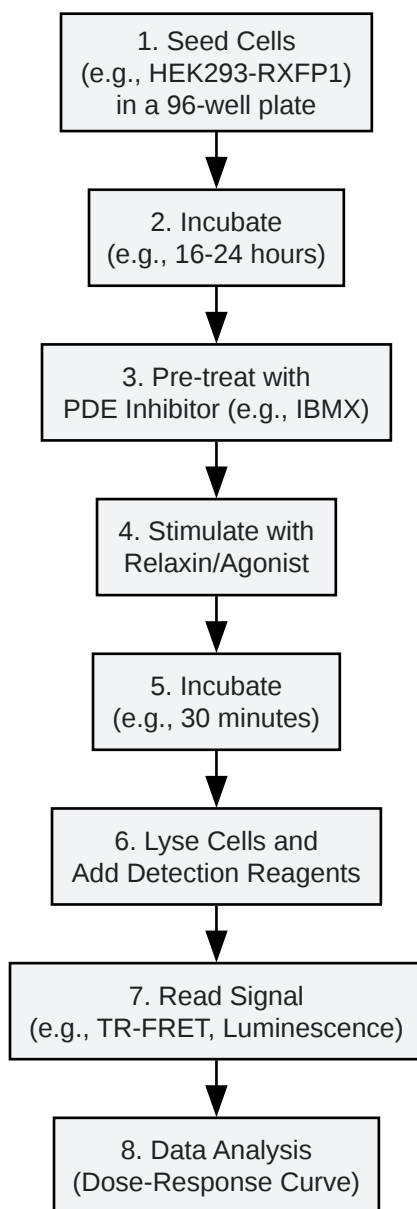 1. Seed Cells
(e.g., HEK293-RXFP1)
in a 96-well plate
2. Incubate
(e.g., 16-24 hours)
3. Pre-treat with
PDE Inhibitor (e.g., IBMX)
4. Stimulate with
Relaxin/Agonist
5. Incubate
(e.g., 30 minutes)
6. Lyse Cells and
Add Detection Reagents
7. Read Signal
(e.g., TR-FRET, Luminescence)
8. Data Analysis
(Dose-Response Curve)